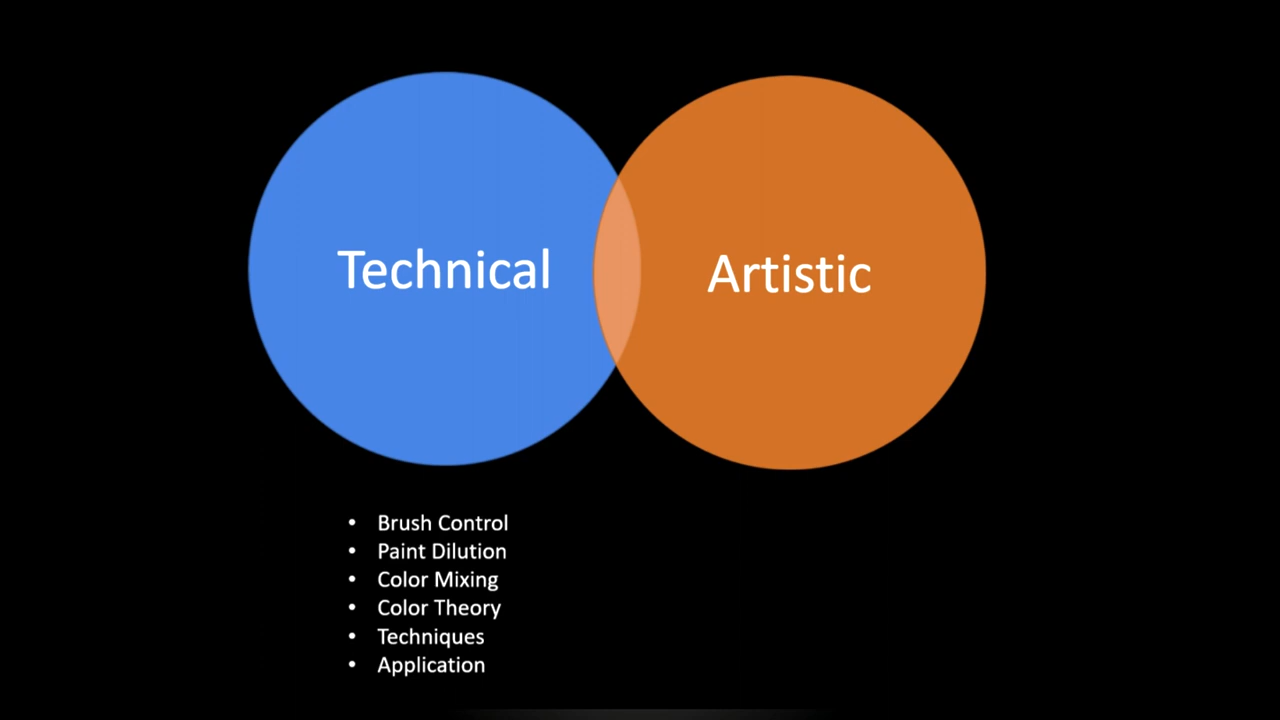 Technical
Artistic
• Brush Control
• Paint Dilution
• Color Mixing
• Color Theory
• Techniques
• Application